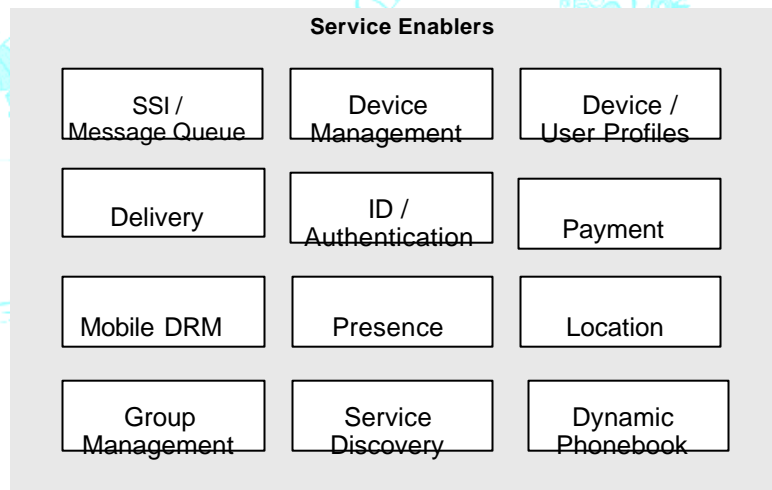 Service Enablers
SSI /
Message Queue
Device
Management
Device /
User Profiles
Delivery
ID /
Authentication
Payment
Mobile DRM
Presence
Location
Group
Management
Service
Discovery
Dynamic
Phonebook